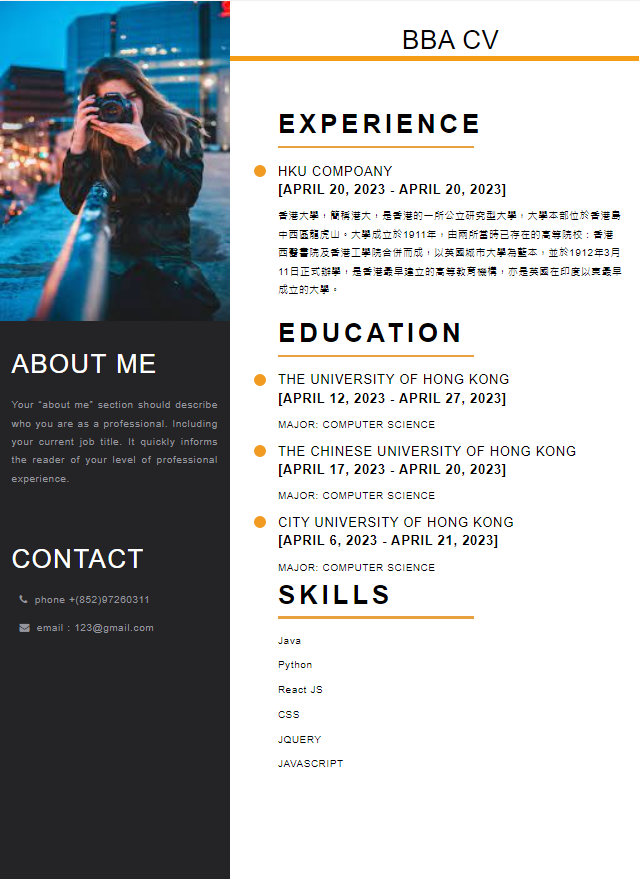 BBA CV
ABOUT ME
Your "about me" section should describe
who you are as a professional. Including
your current job title. It quickly informs
the reader of your level of professional
experience.
CONTACT
phone +(852)97260311
email : 123@gmail.com
EXPERIENCE
HKU COMPOANY
[APRIL 20, 2023 - APRIL 20, 2023]
香港大學，簡稱港大，是香港的一所公立研究型大學，大學本部位於香港島
中西區龍虎山。大學成立於1911年，由兩所當時已存在的高等院校：香港
西醫書院及香港工學院合併而成，以英國城市大學為藍本，並於1912年3月
11日正式辦學，是香港最早建立的高等教育機構，亦是英國在印度以東最早
成立的大學。
EDUCATION
THE UNIVERSITY OF HONG KONG
[APRIL 12, 2023 - APRIL 27, 2023]
MAJOR: COMPUTER SCIENCE
THE CHINESE UNIVERSITY OF HONG KONG
[APRIL 17, 2023 - APRIL 20, 2023]
MAJOR: COMPUTER SCIENCE
CITY UNIVERSITY OF HONG KONG
[APRIL 6, 2023 - APRIL 21, 2023]
MAJOR: COMPUTER SCIENCE
SKILLS
Java
Python
React JS
CSS
JQUERY
JAVASCRIPT